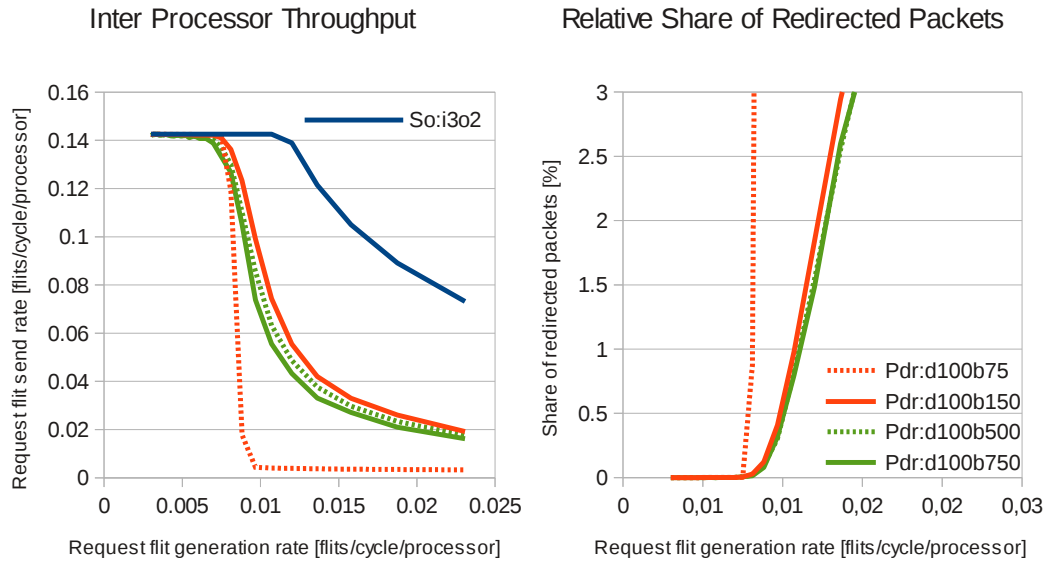 Inter Processor Throughput
Relative Share of Redirected Packets
Request flit send rate [flits/cycle/processor]
0.16
0.14
0.12
0.1
0.08
0.06
0.04
0.02
0
So:i3o2
0
0.005
0.01
0.015
0.02
0.025
Request flit generation rate [flits/cycle/processor]
Share of redirected packets [%]
3
2.5
2
1.5
1
0.5
0
Pdr:d100b75
Pdr:d100b150
Pdr:d100b500
Pdr:d100b750
0
0,01
0,01
0,02
0,02
0,03
Request flit generation rate [flits/cycle/processor]